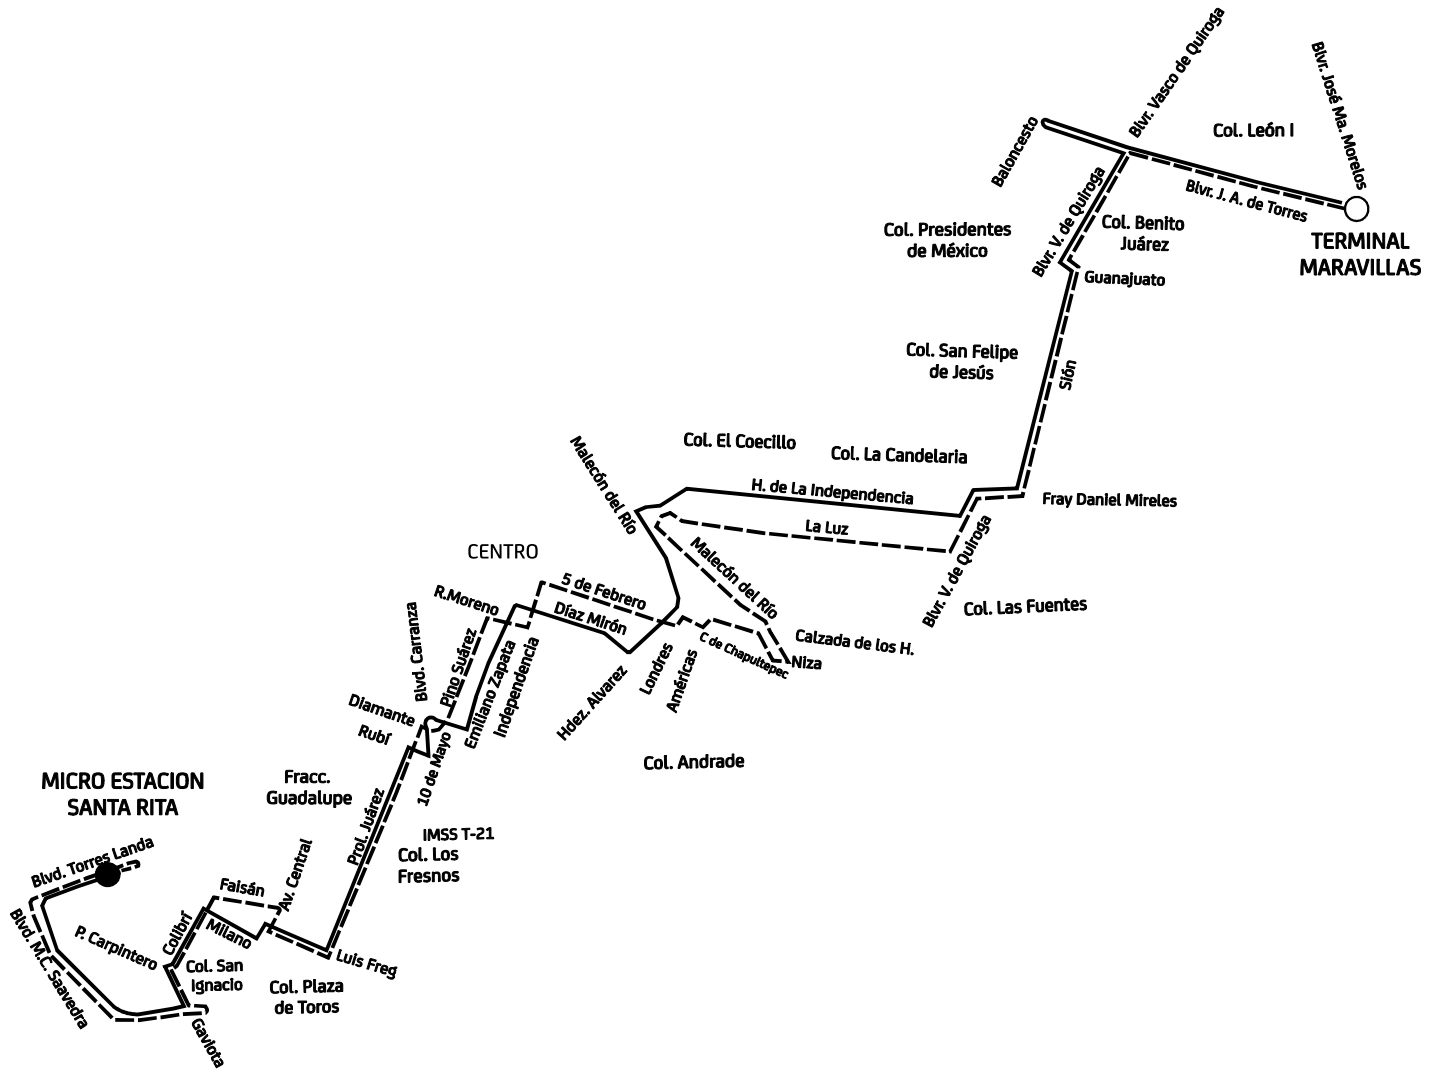 Blvr. Vasco de Quiroga
Blvr. José Ma. Morelos
Col. León I
Baloncesto
Blvr. J. A. de Torres
Blvr. V. de Quiroga
Col. Presidentes
de México
Col. Benito
Juárez
TERMINAL
MARAVILLAS
Guanajuato
Col. San Felipe
de Jesús
Sión
Col. El Coecillo
Col. La Candelaria
Malecón del Río
H. de La Independencia
Fray Daniel Mireles
La Luz
CENTRO
Malecón del Río
Blvr. V. de Quiroga
5 de Febrero
R.Moreno
Díaz Mirón
Col. Las Fuentes
Blvd. Carranza
Pino Suárez
Emiliano Zapata
Independencia
Calzada de los H.
C de Chapultepec
Niza
Londres
Américas
Hdez. Alvarez
Diamante
Rubí
10 de Mayo
Col. Andrade
MICRO ESTACION
SANTA RITA
Fracc.
Guadalupe
Prol. Juárez
IMSS T-21
Col. Los
Fresnos
Blvd. Torres Landa
Av. Central
Faisán
Colibrí
Milano
P. Carpintero
Blvd. M.C. Saavedra
Col. San
Ignacio
Luis Freg
Col. Plaza
de Toros
Gaviota